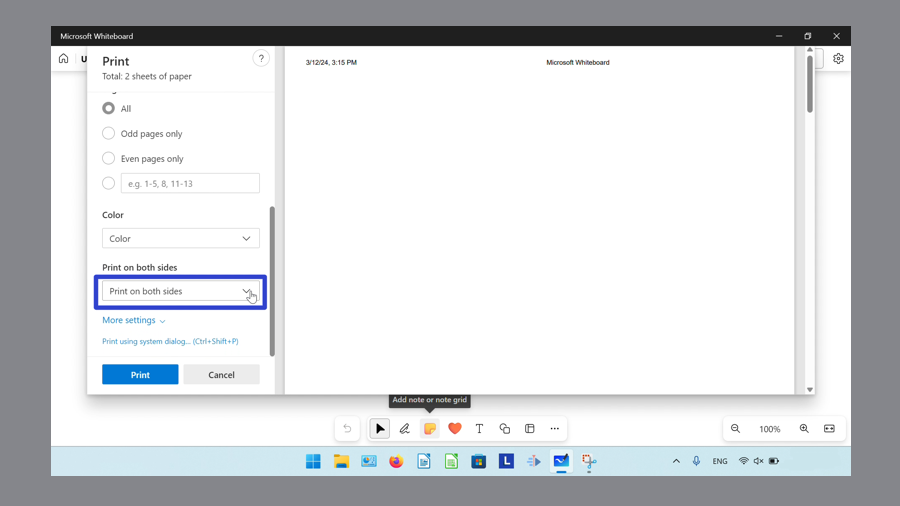 Microsoft Whiteboard
U
Print
?
Total: 2 sheets of paper
All
Odd pages only
Even pages only
e.g. 1-5, 8, 11-13
Color
Color
Print on both sides
Print on both sides
More settings
Print using system dialog... (Ctrl+Shift+P)
Print
Cancel
3/12/24, 3:15 PM
Microsoft Whiteboard
Add note or note grid
T
100%
L
ENG